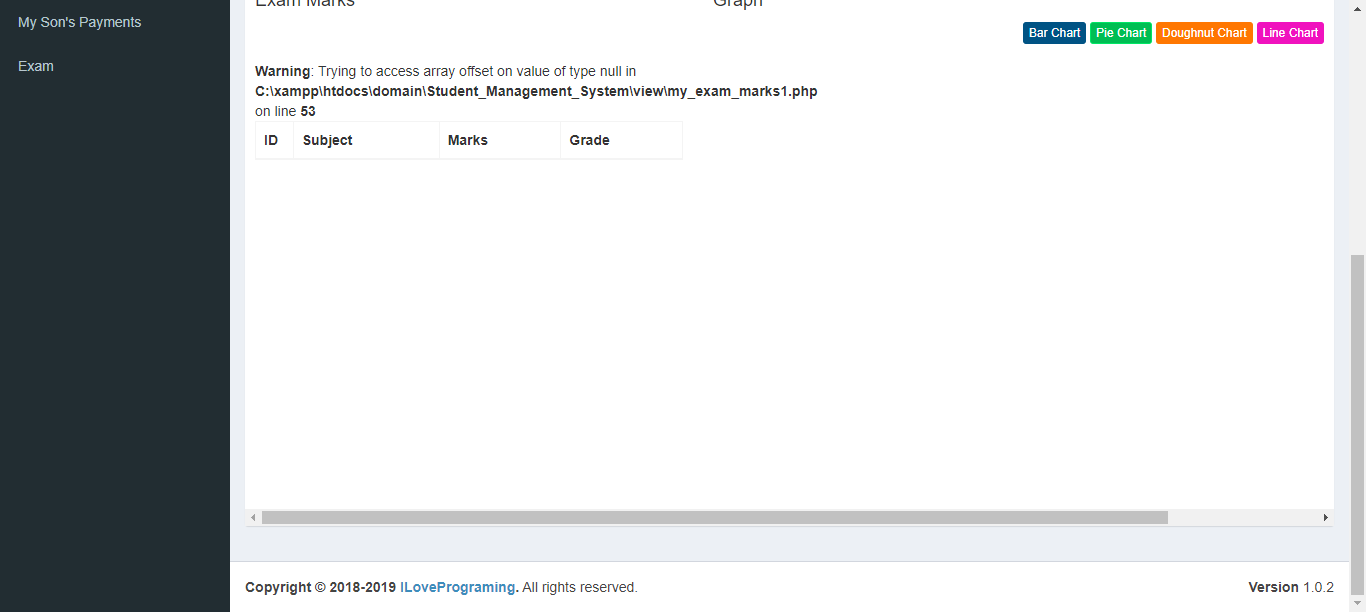 My Son's Payments
Exam
Exam Marks
Graph
Bar Chart Pie Chart Doughnut Chart Line Chart
Warning: Trying to access array offset on value of type null in
C:\xampp\htdocs\domain\Student_Management_System\view\my_exam_marks1.php
on line 53
ID Subject Marks Grade
Copyright © 2018-2019 ILovePrograming. All rights reserved.
Version 1.0.2